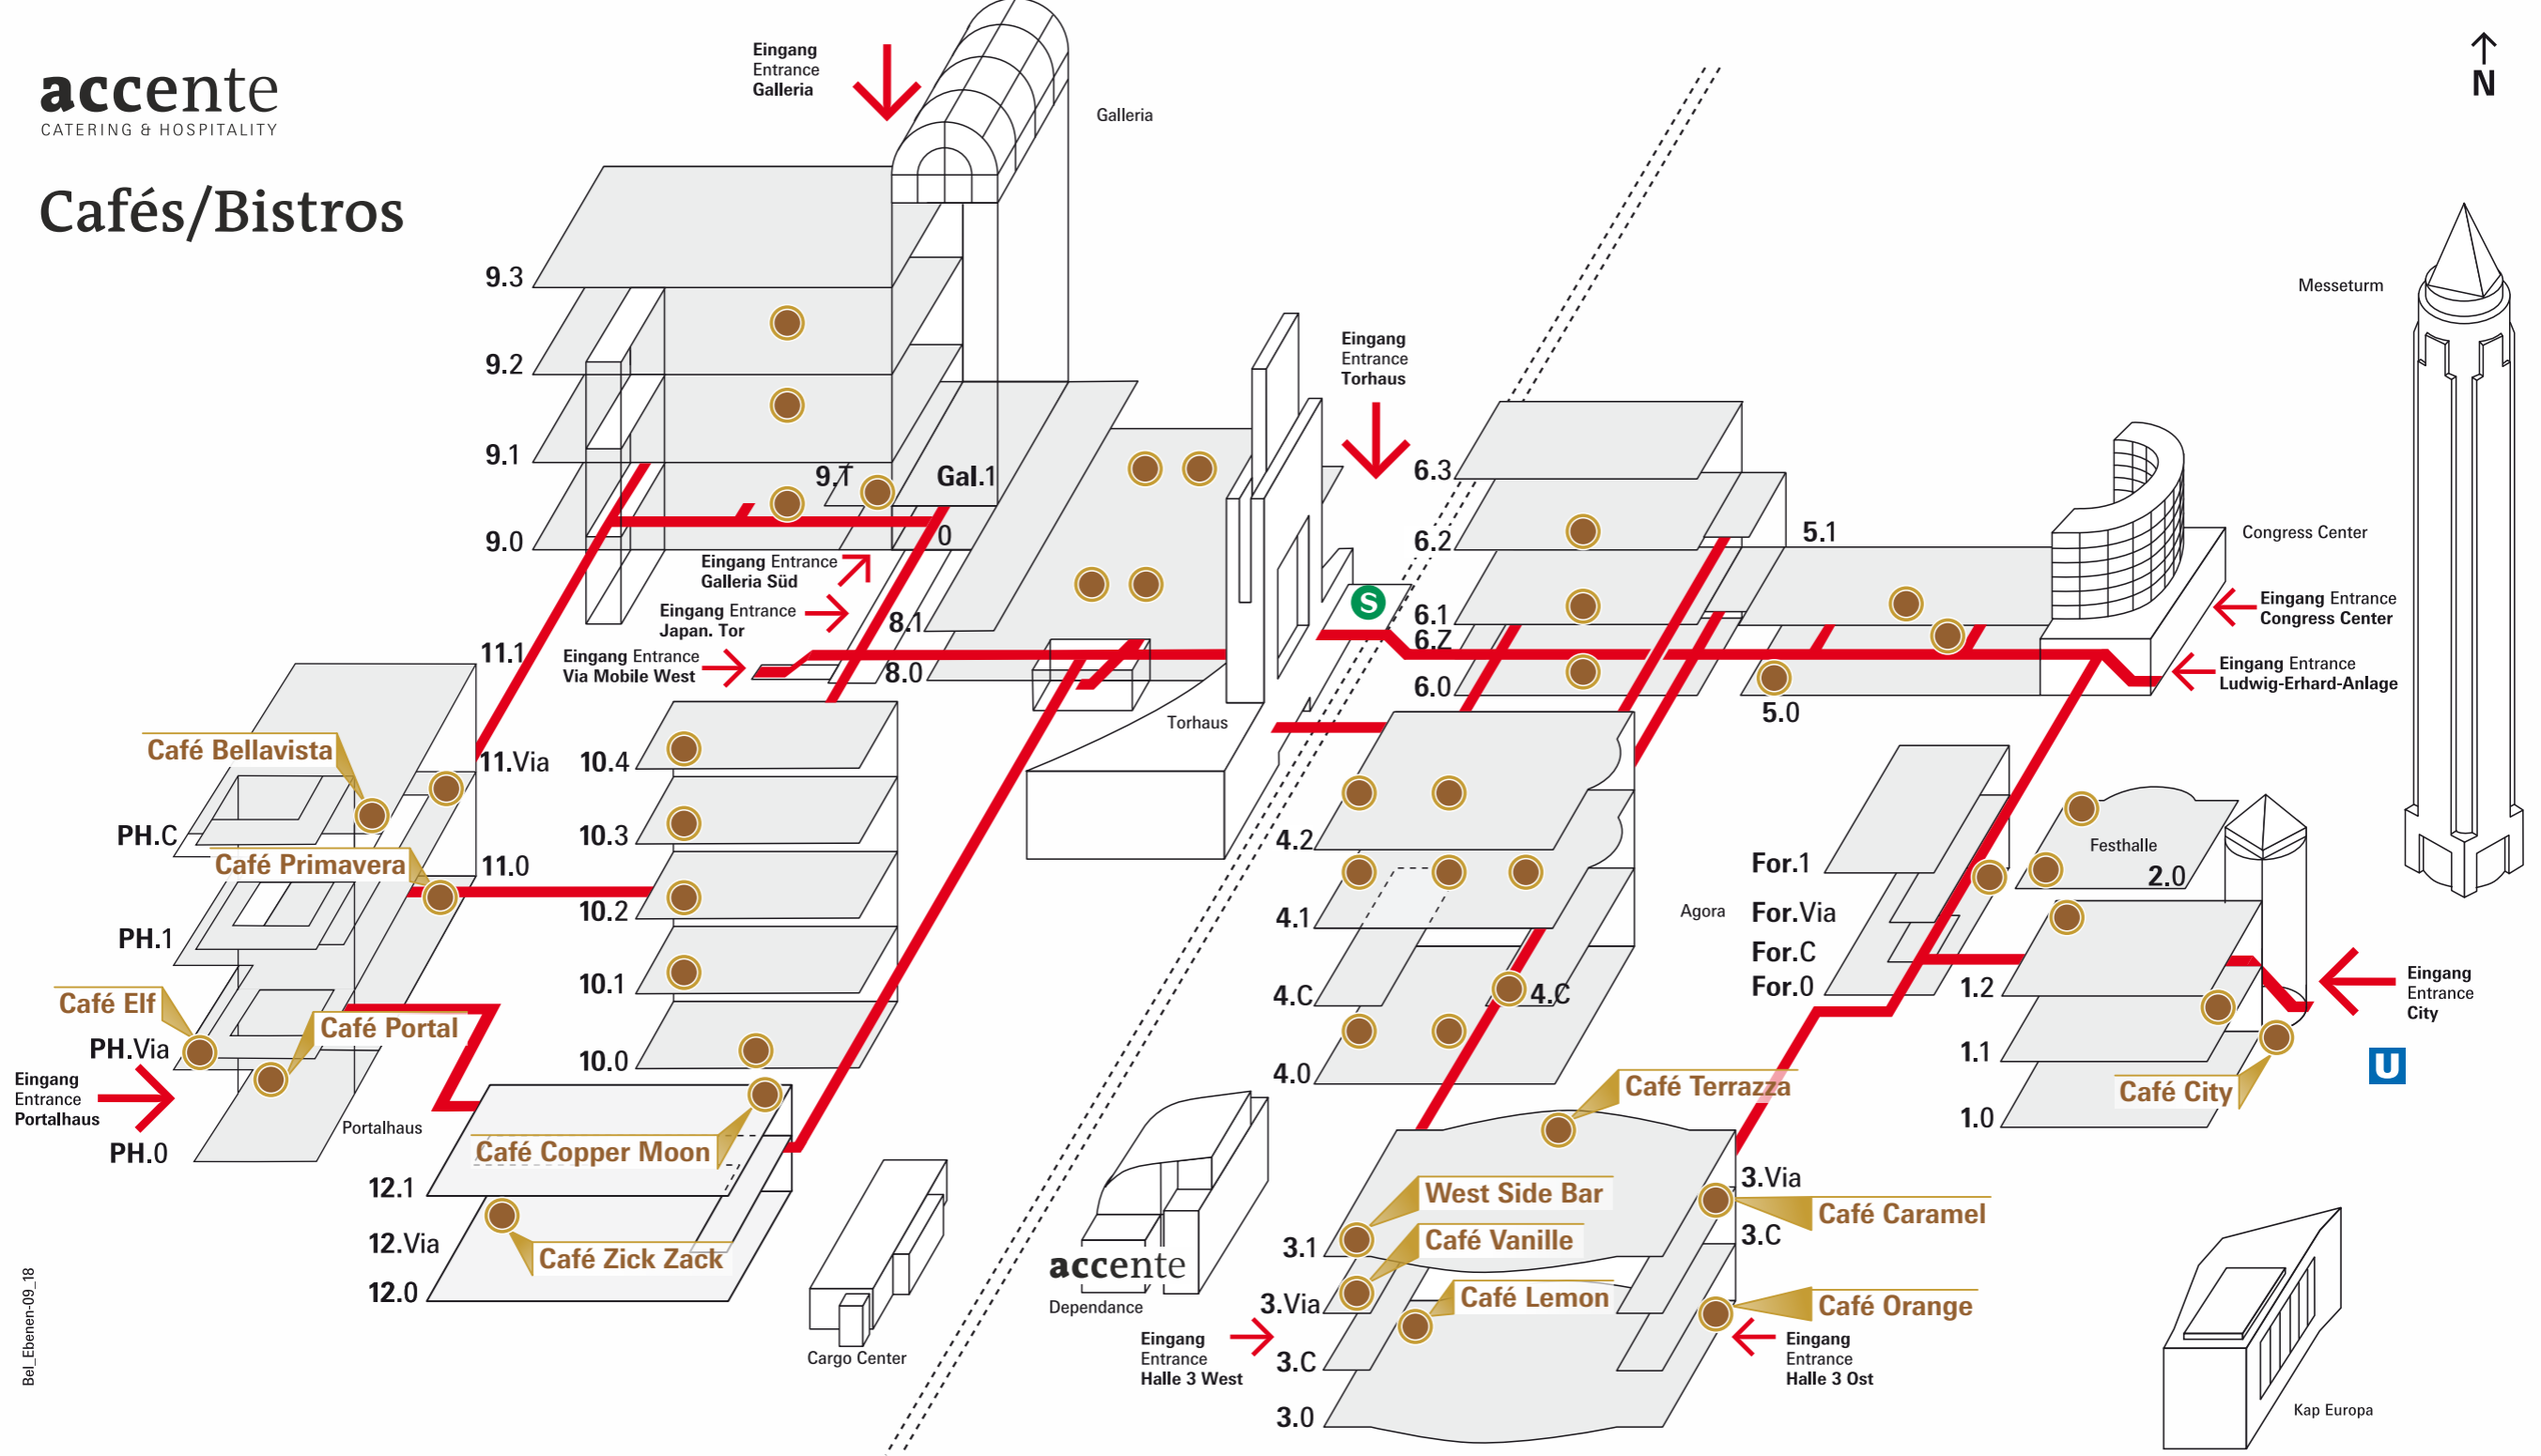 accente
CATERING & HOSPITALITY
Cafés/Bistros
Eingang
Entrance
Galleria
Galleria
N
Messeturm
9.3
9.2
9.1
9.0
9.T
Gal.1
0
Eingang Entrance
Galleria Süd
Eingang Entrance
Japan. Tor
Eingang Entrance
Via Mobile West
8.1
8.0
Eingang
Entrance
Torhaus
S
Torhaus
6.3
6.2
6.1
6.Z
6.0
5.1
5.0
Congress Center
Eingang Entrance
Congress Center
Eingang Entrance
Ludwig-Erhard-Anlage
11.1
11.Via
11.0
Café Bellavista
PH.C
Café Primavera
PH.1
Café Elf
PH.Via
Café Portal
Eingang
Entrance
Portalhaus
PH.0
Portalhaus
10.4
10.3
10.2
10.1
10.0
Café Copper Moon
12.1
12.Via
12.0
Café Zick Zack
Cargo Center
4.2
4.1
4.C
4.C
4.0
Agora
For.1
For.Via
For.C
For.0
Festhalle
2.0
1.2
1.1
1.0
Eingang
Entrance
City
U
Café City
Café Terrazza
West Side Bar
Café Vanille
Café Lemon
3.Via
Café Caramel
3.C
Café Orange
3.1
3.Via
3.C
3.0
accente
Dependance
Eingang
Entrance
Halle 3 West
Eingang
Entrance
Halle 3 Ost
Kap Europa
Bel_Ebenen-09_18